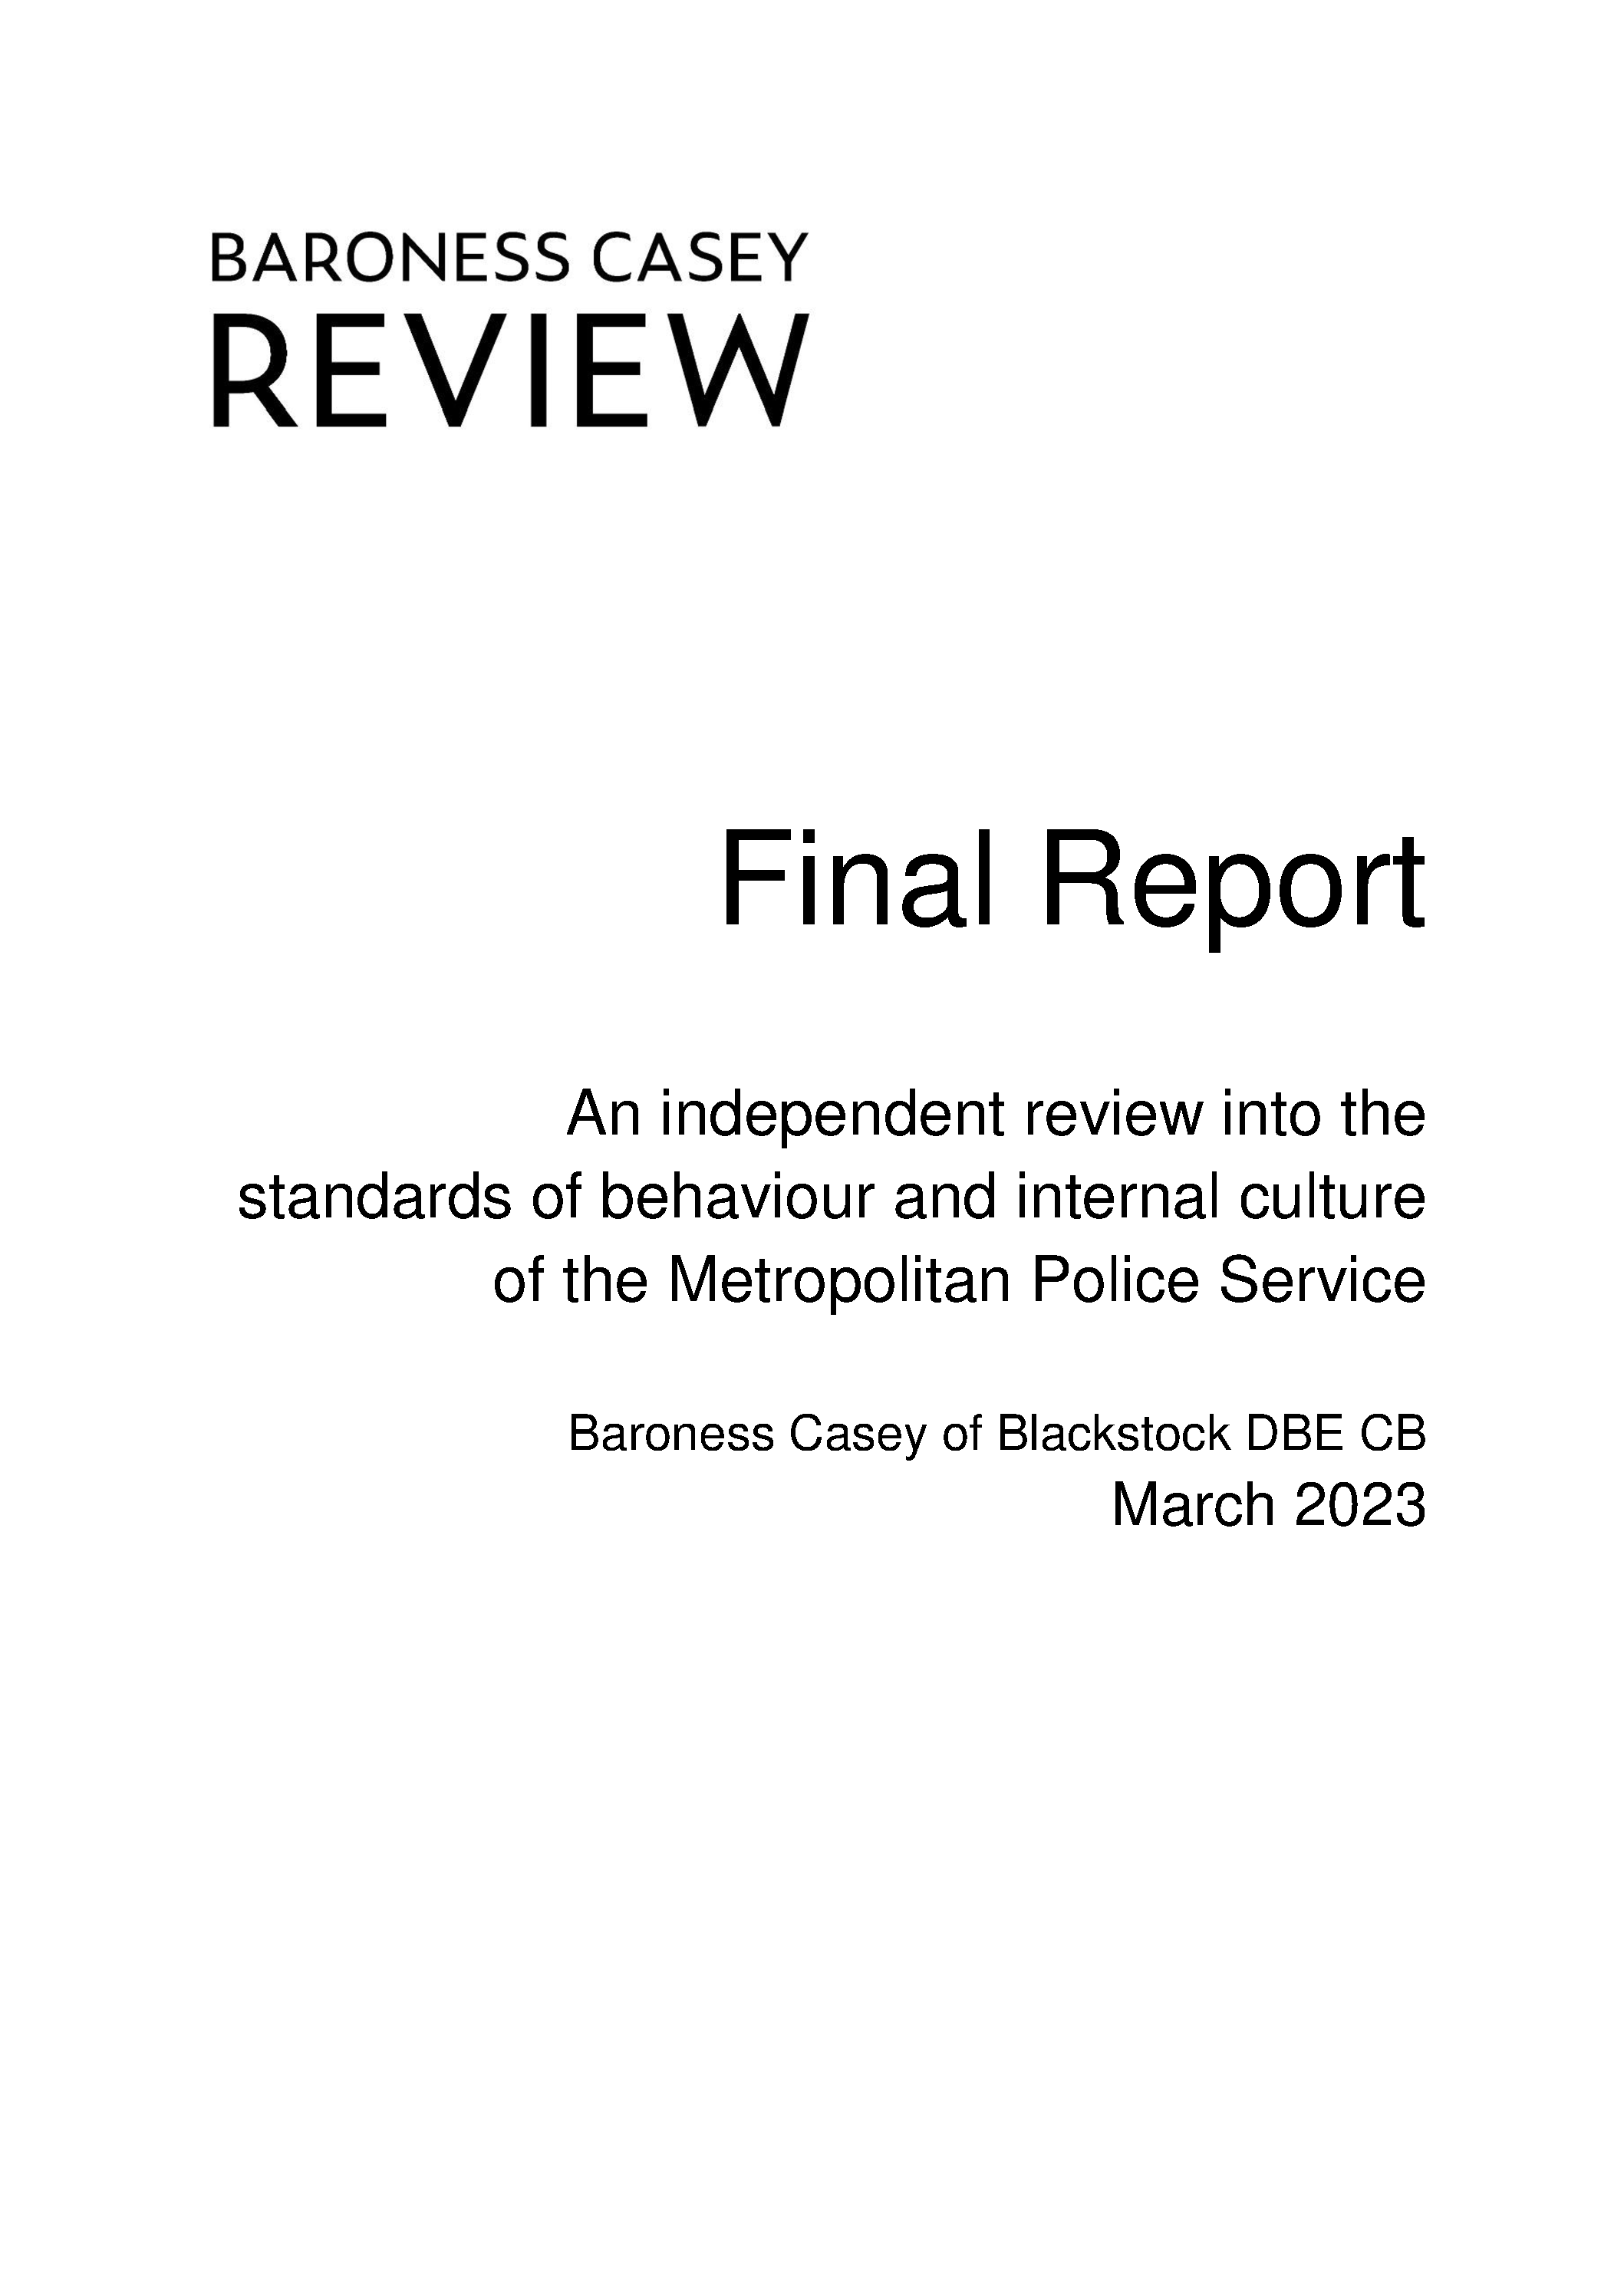 BARONESS CASEY
REVIEW
Final Report
An independent review into the
standards of behaviour and internal culture
of the Metropolitan Police Service
Baroness Casey of Blackstock DBE CB
March 2023